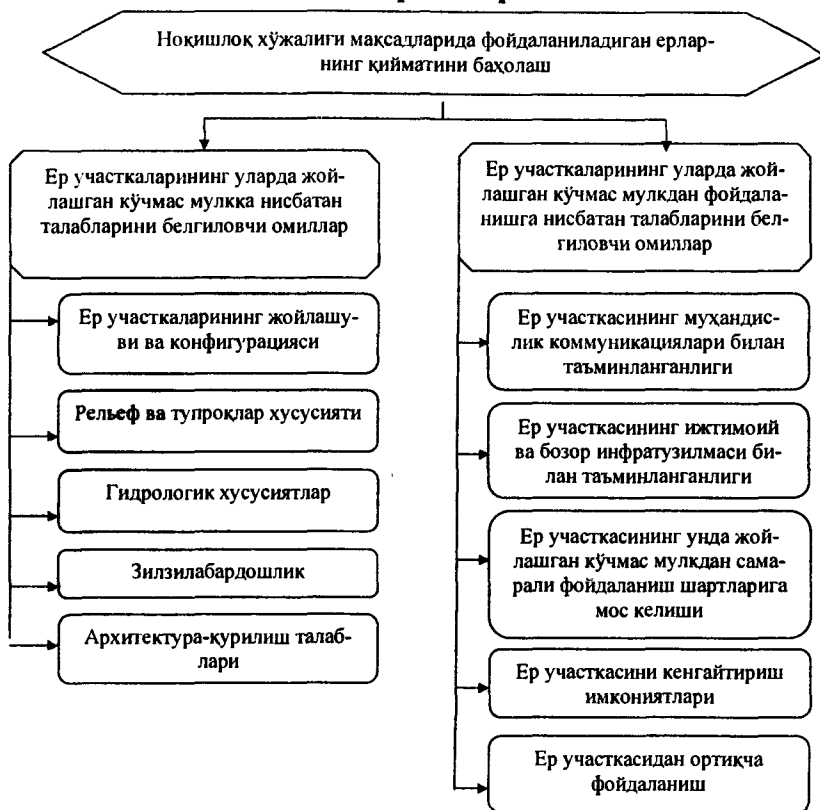 Ноқишлоқ хўжалиги мақсадларида фойдаланиладиган ерлар-
нинг қийматини баҳолаш
Ер участкаларининг уларда жой-
лашган кўчмас мулкка нисбатан
талабларини белгиловчи омиллар
Ер участкаларининг жойлашу-
ви ва конфигурацияси
Рельеф ва тупроқлар хусусияти
Гидрологик хусусиятлар
Зилзилабардошлик
Архитектура-қурилиш талаб-
лари
Ер участкаларининг уларда жой-
лашган кўчмас мулкдан фойдала-
нишга нисбатан талабларини бел-
гиловчи омиллар
Ер участкасининг муҳандис-
лик коммуникациялари билан
таъминланганлиги
Ер участкасининг ижтимоий
ва бозор инфратузилмаси би-
лан таъминланганлиги
Ер участкасининг унда жой-
лашган кўчмас мулкдан сама-
рали фойдаланиш шартларига
мос келиши
Ер участкасини кенгайтириш
имкониятлари
Ер участкасидан ортиқча
фойдаланиш